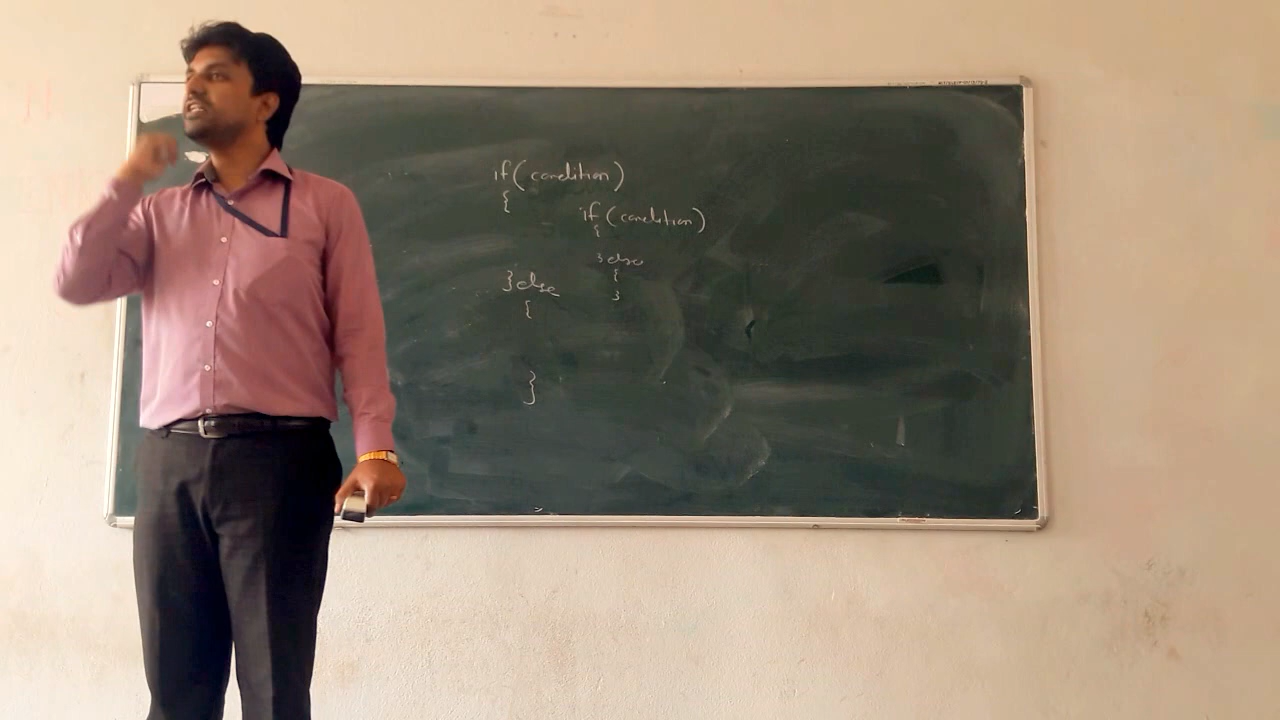 if (condition)
{
if (condition)
{
} else
{
}
} else
{
}